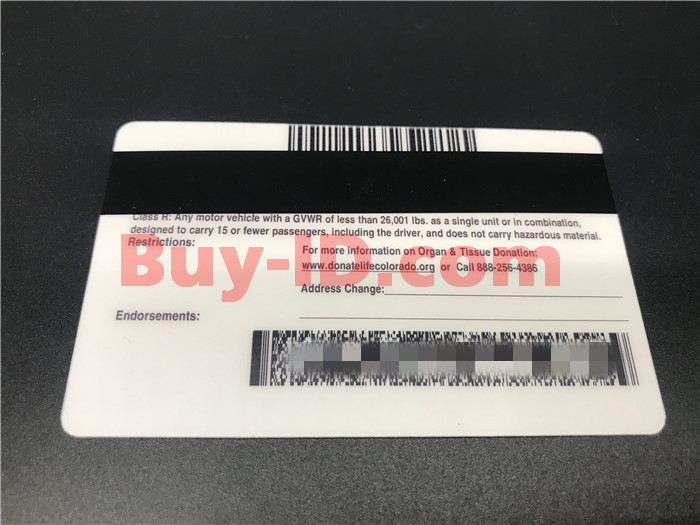 Class R: Any motor vehicle with a GVWR of less than 26,001 lbs. as a single unit or in combination,
designed to carry 15 or fewer passengers, including the driver, and does not carry hazardous material.
Restrictions:
For more information on Organ & Tissue Donation:
www.donatelifecolorado.org or Call 888-256-4386
Buy-ID.com
Address Change:
Endorsements: